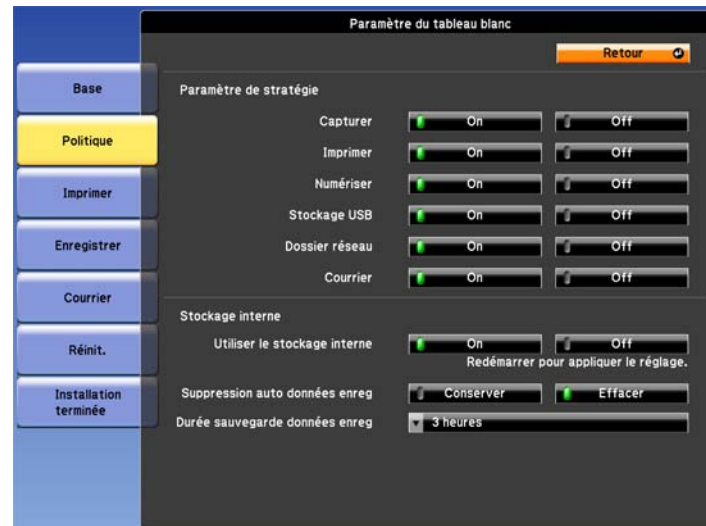 Paramètre du tableau blanc
Retour
Base
Politique
Imprimer
Enregistrer
Courrier
Réinit.
Installation
terminée
Paramètre de stratégie
Capturer On Off
Imprimer On Off
Numériser On Off
Stockage USB On Off
Dossier réseau On Off
Courrier On Off
Stockage interne
Utiliser le stockage interne On Off
Redémarrer pour appliquer le réglage.
Suppression auto données enreg Conserver Effacer
Durée sauvegarde données enreg 3 heures